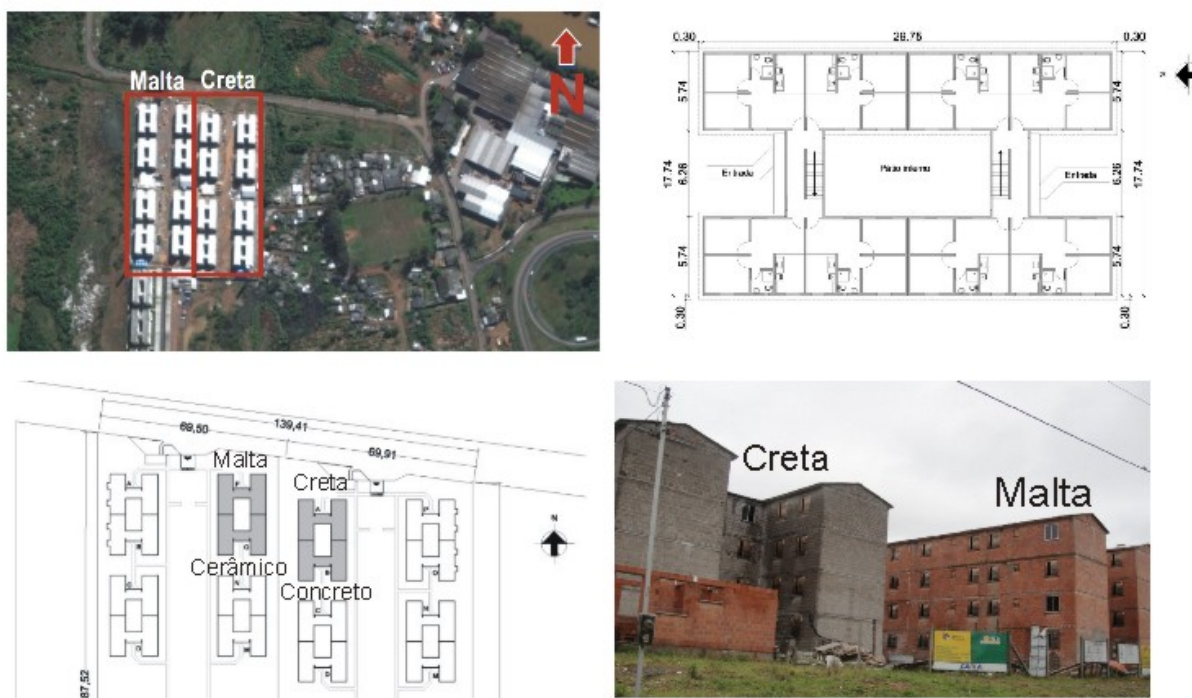 Malta Creta
N
0.30
26.75
0.30
5.74
5.74
17.74
6.26
Entrada
Pátio interno
Entrada
17.74
5.74
5.74
0.30
0.30
139,41
69,50
69,91
Malta
Creta
A
F
A
P
B
O
B
O
N
Cerâmico
Concreto
C
N
C
N
D
D
M
87,52
Creta
Malta
CAIXA